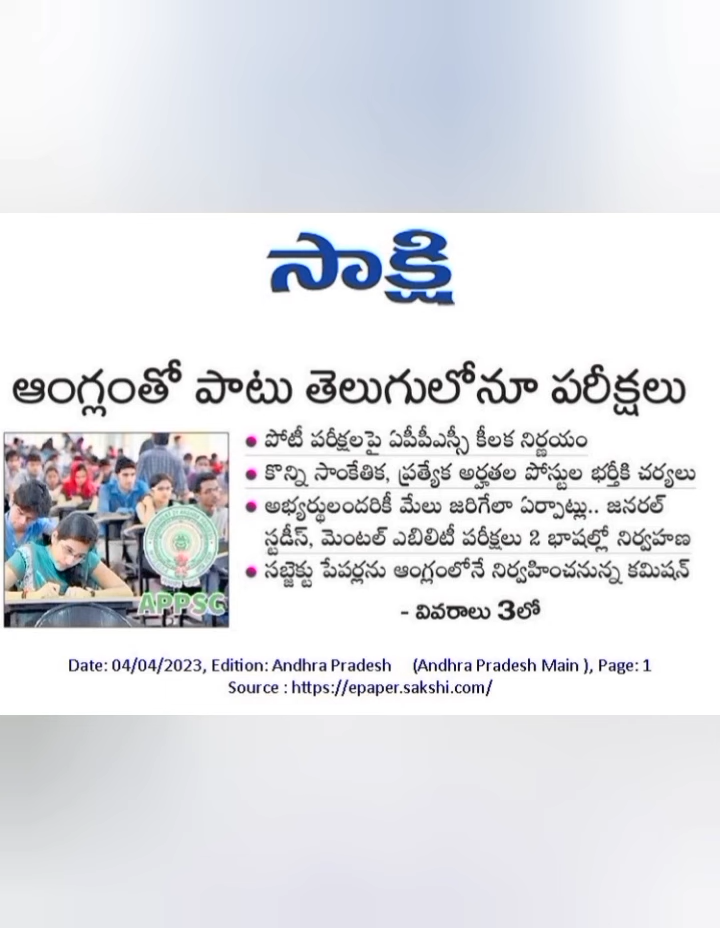 సాక్షి
ఆంగ్లంతో పాటు తెలుగులోనూ పరీక్షలు
• పోటీ పరీక్షలపై ఏపీపీఎస్సీ కీలక నిర్ణయం
• కొన్ని సాంకేతిక, ప్రత్యేక అర్హతల పోస్టుల భర్తీకి చర్యలు
• అభ్యర్థులందరికీ మేలు జరిగేలా ఏర్పాట్లు.. జనరల్
స్టడీస్, మెంటల్ ఎబిలిటీ పరీక్షలు 2 భాషల్లో నిర్వహణ
• సబ్జెక్టు పేపర్లను ఆంగ్లంలోనే నిర్వహించనున్న కమిషన్
- వివరాలు 3లో
APPSC
Date: 04/04/2023, Edition: Andhra Pradesh (Andhra Pradesh Main ), Page: 1
Source : https://epaper.sakshi.com/